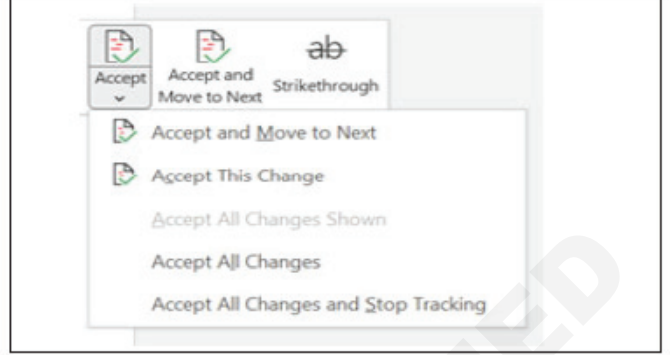 ab
Accept
Accept and
Move to Next
Strikethrough
Accept and Move to Next
Accept This Change
Accept All Changes Shown
Accept All Changes
Accept All Changes and Stop Tracking